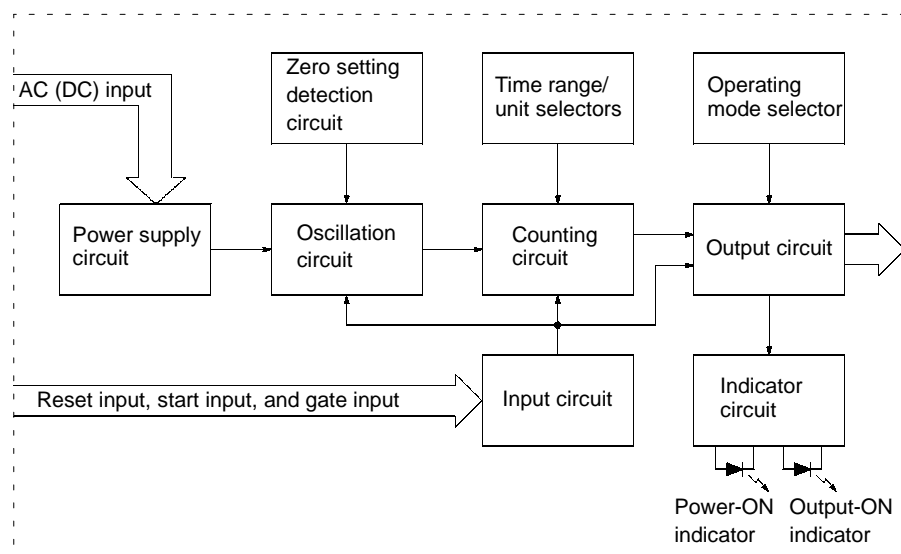 AC (DC) input
Zero setting
detection
circuit
Time range/
unit selectors
Operating
mode selector
Power supply
circuit
Oscillation
circuit
Counting
circuit
Output circuit
Reset input, start input, and gate input
Input circuit
Indicator
circuit
Power-ON
indicator
Output-ON
indicator